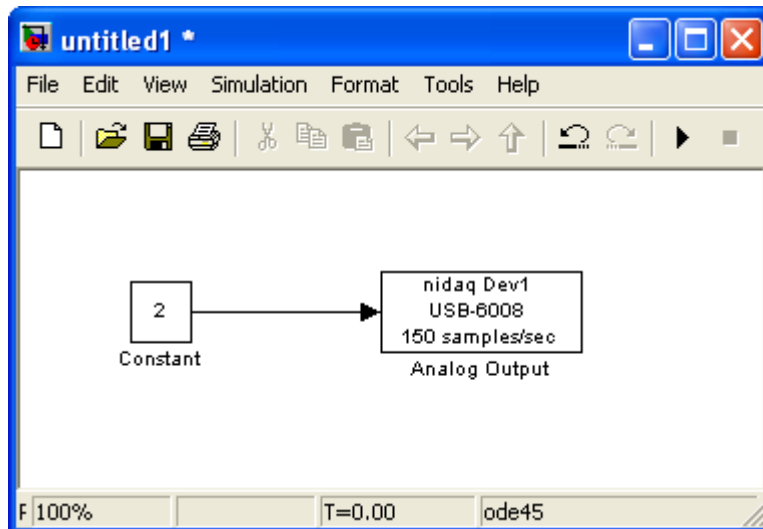 untitled1 *
File Edit View Simulation Format Tools Help
2
Constant
nidaq Dev1
USB-6008
150 samples/sec
Analog Output
F 100% T=0.00 ode45